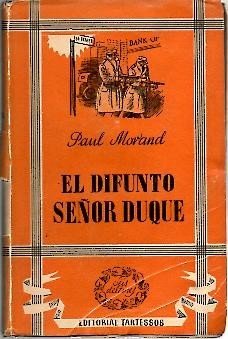 BANK OF
Paul Morand
EL DIFUNTO
SEÑOR DUQUE
EDITORIAL TARTESSOS